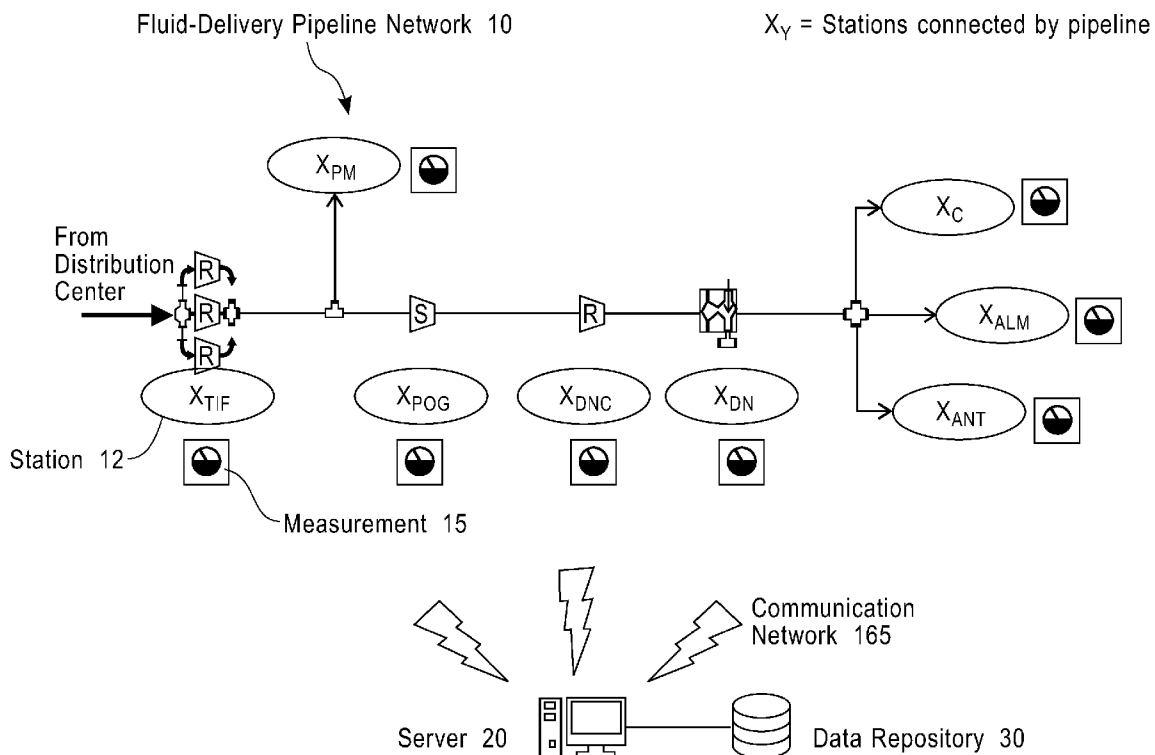 Fluid-Delivery Pipeline Network 10
X_Y = Stations connected by pipeline
X_PM
From
Distribution
Center
R
R
R
S
R
X_C
X_ALM
X_ANT
X_TIF
X_POG
X_DNC
X_DN
Station 12
Measurement 15
Communication
Network 165
Server 20
Data Repository 30